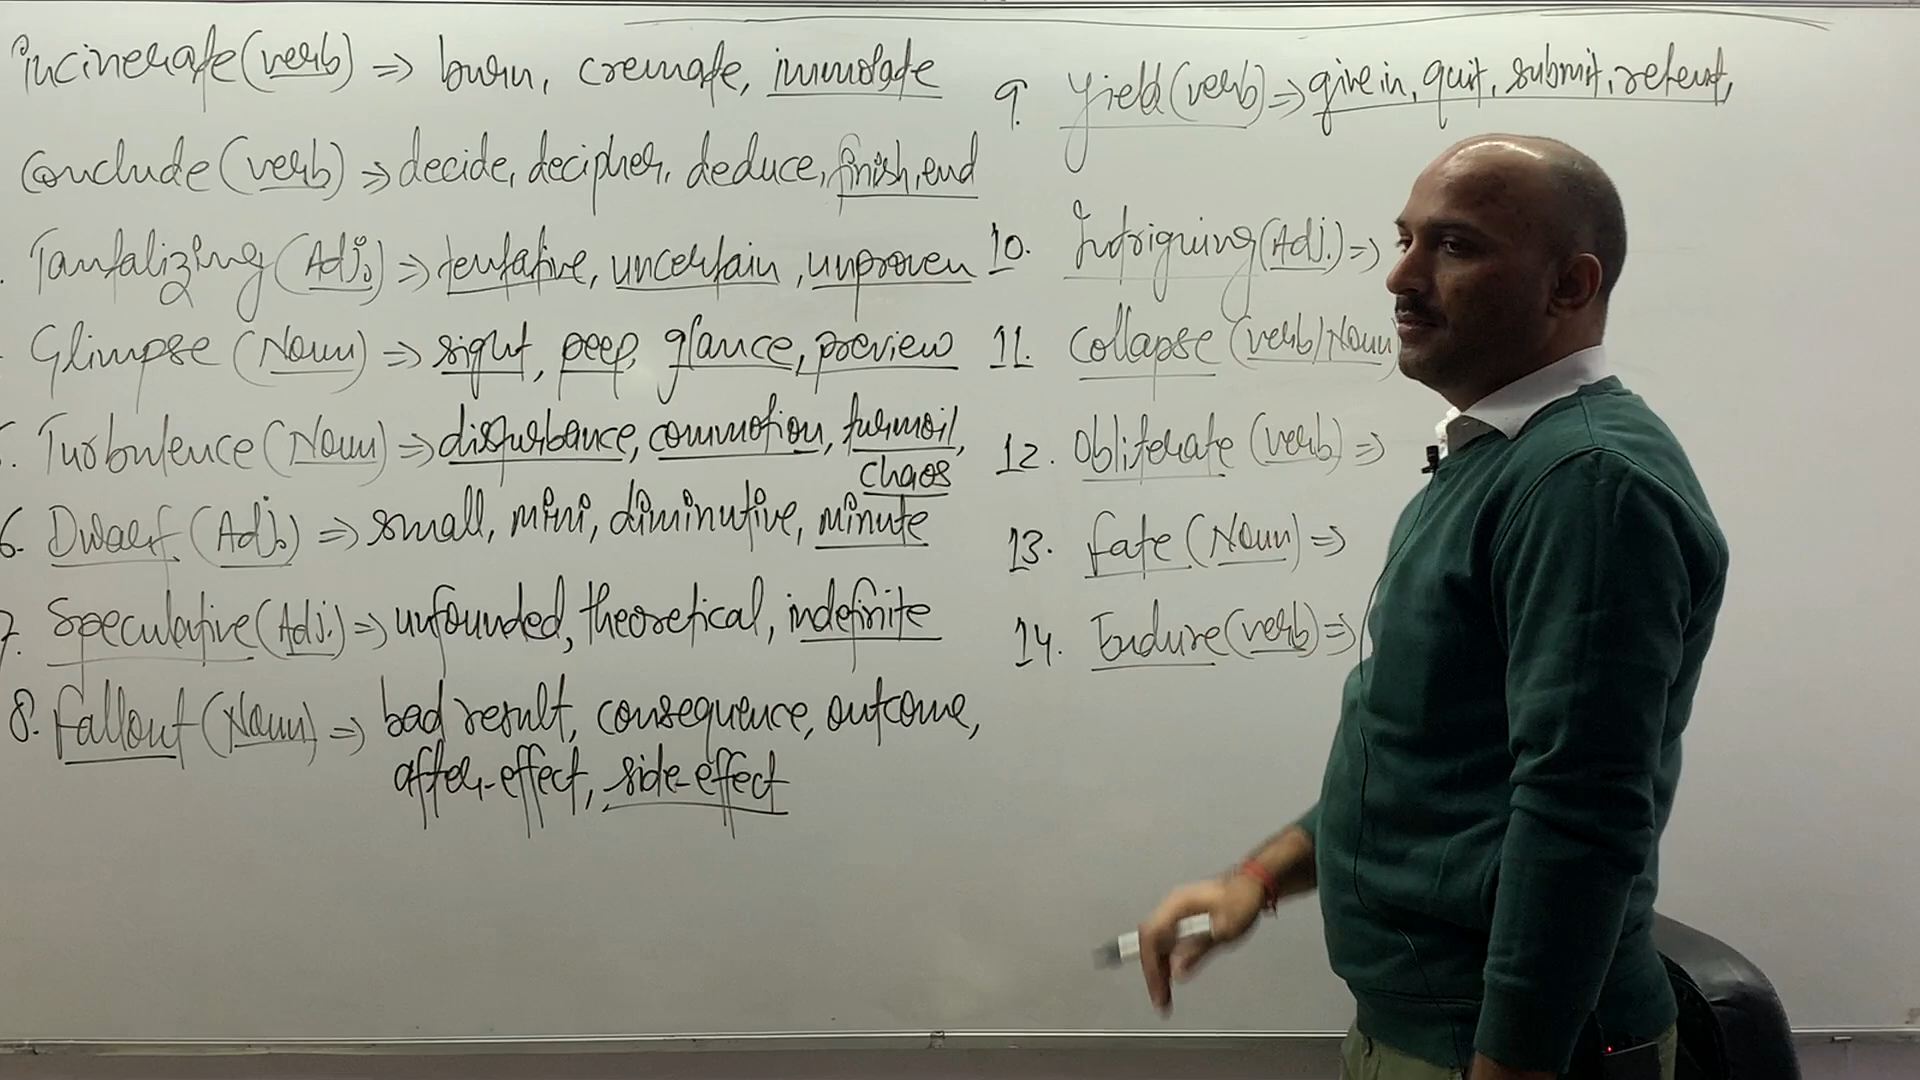 incinerate (verb) => burn, cremate, immolate
Conclude (verb) => decide, decipher, deduce, finish, end
Tantalizing (Adj.) => tentative, uncertain, unproven
Glimpse (Noun) => sight, peep, glance, preview
5. Turbulence (Noun) => disturbance, commotion, turmoil,
chaos
6. Dwarf (Adj.) => small, mini, diminutive, minute
7. Speculative (Adj.) => unfounded, theoretical, indefinite
8. Fallout (Noun) => bad result, consequence, outcome,
after-effect, side-effect
9. Yield (verb) => give in, quit, submit, relent,
10. Intriguing (Adj.) =>
11. Collapse (verb/Noun
12. Obliterate (verb) =>
13. Fate (Noun) =>
14. Endure (verb) =>